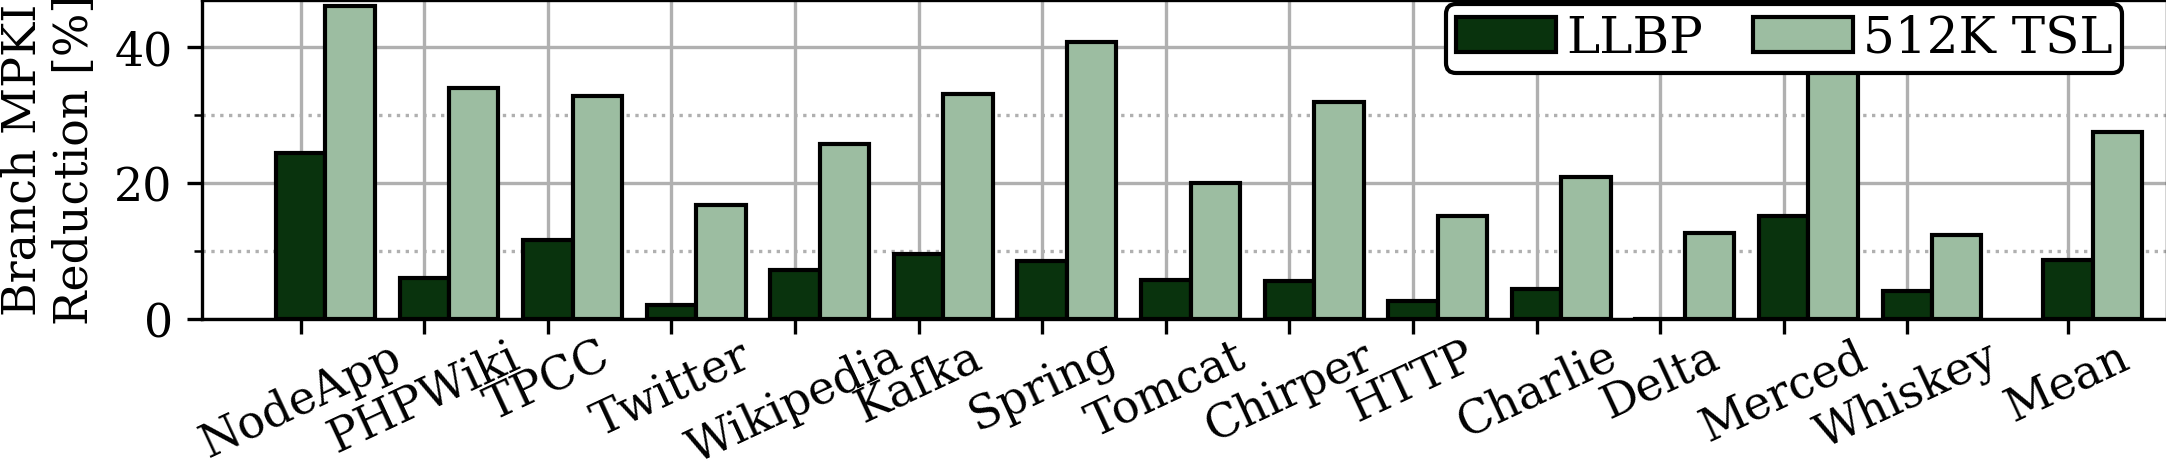 Branch MPKI
Reduction [%]
40
20
0
LLBP
512K TSL
NodeApp
PHPWiki
TPCC
Twitter
Wikipedia
Kafka
Spring
Tomcat
Chirper
HTTP
Charlie
Delta
Merced
Whiskey
Mean